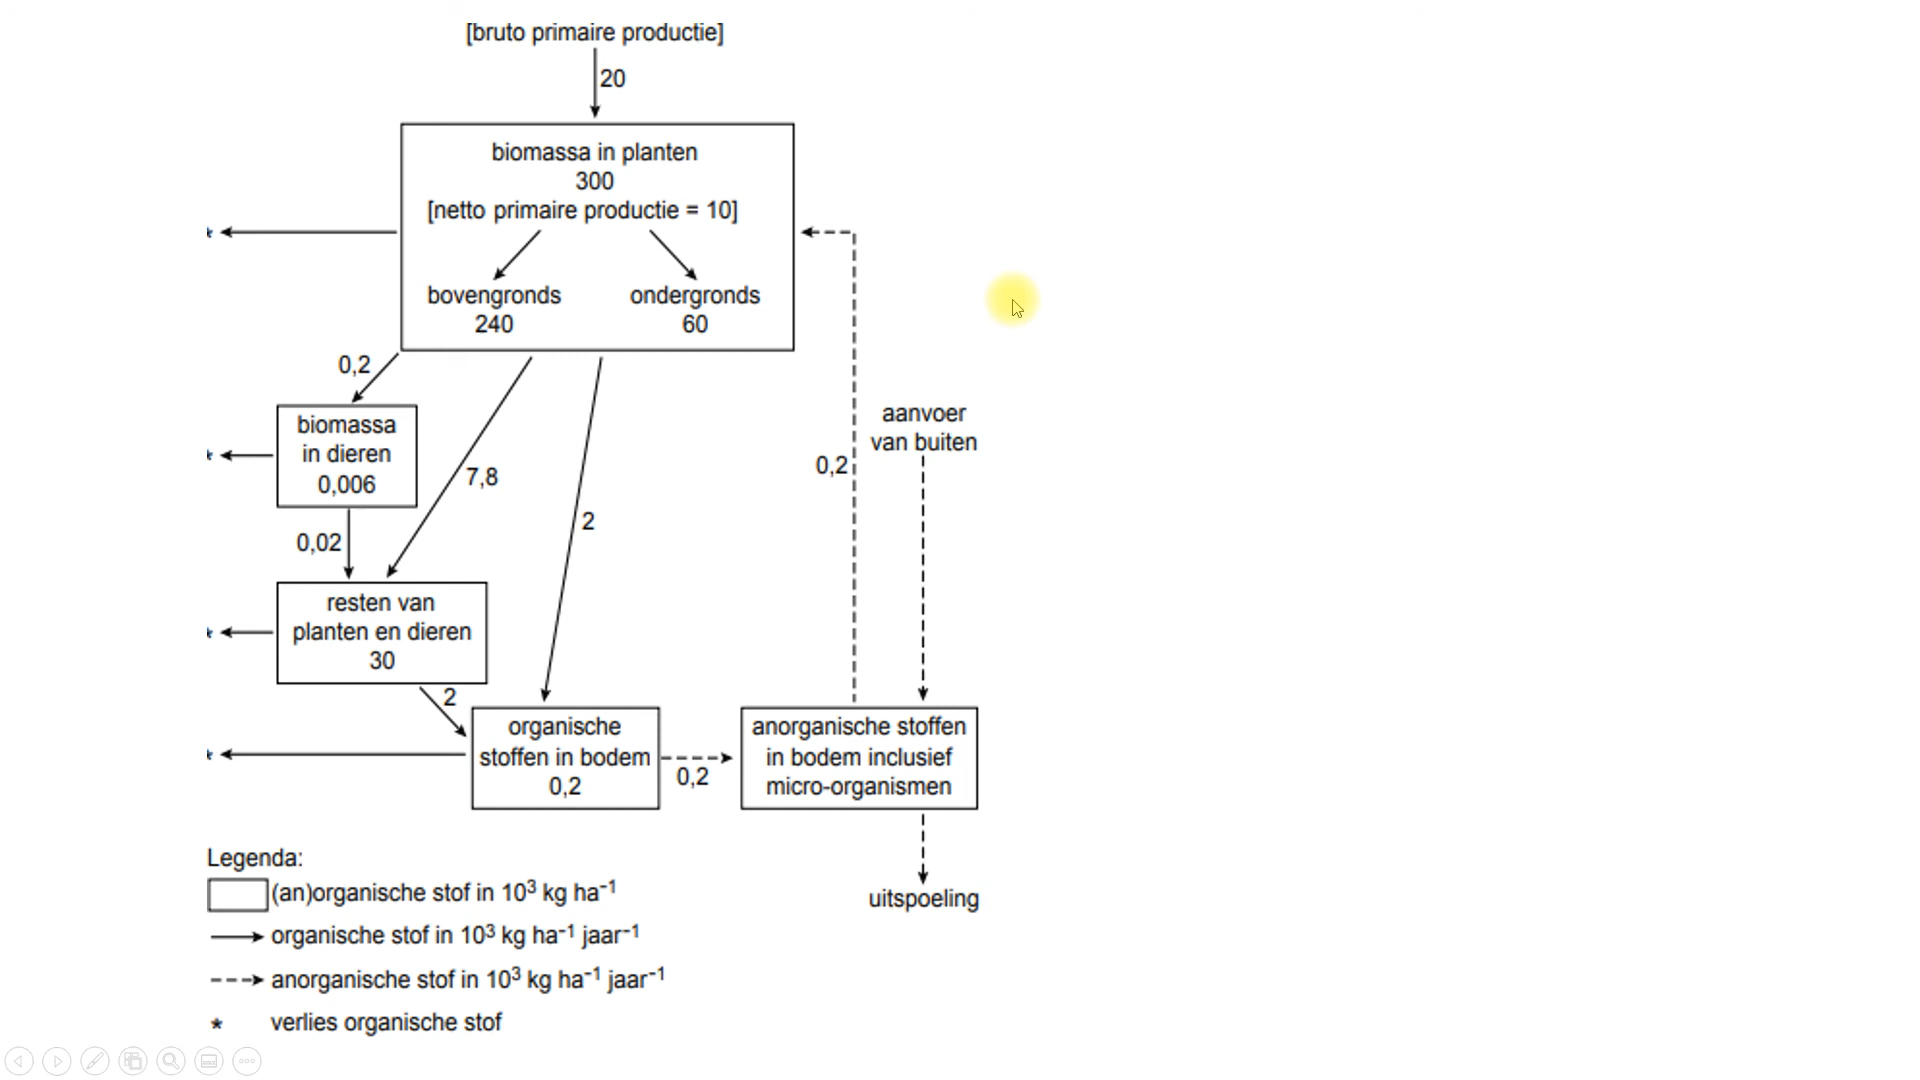 [bruto primaire productie]
20
biomassa in planten
300
[netto primaire productie = 10]
bovengronds
240
ondergronds
60
*
0,2
biomassa
in dieren
0,006
*
7,8
2
0,2
aanvoer
van buiten
0,02
resten van
planten en dieren
30
*
2
organische
stoffen in bodem
0,2
*
0,2
anorganische stoffen
in bodem inclusief
micro-organismen
uitspoeling
Legenda:
(an)organische stof in 10³ kg ha⁻¹
organische stof in 10³ kg ha⁻¹ jaar⁻¹
anorganische stof in 10³ kg ha⁻¹ jaar⁻¹
* verlies organische stof